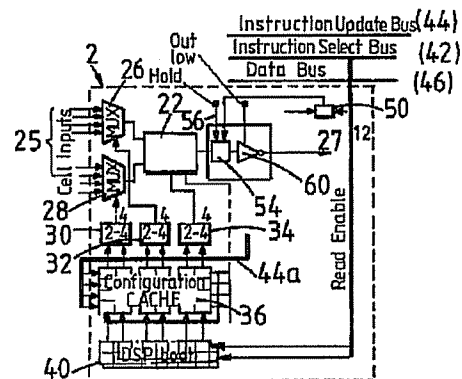 Instruction Update Bus (44)
Instruction Select Bus (42)
Data Bus (46)
Out
low
Hold
2
26
22
56
50
MUX
25
Cell Inputs
27
12
MUX
28
54
60
4
4
4
30
2-4
2-4
2-4
34
32
44a
Configuration
CACHE
36
Read Enable
40
DSP boot